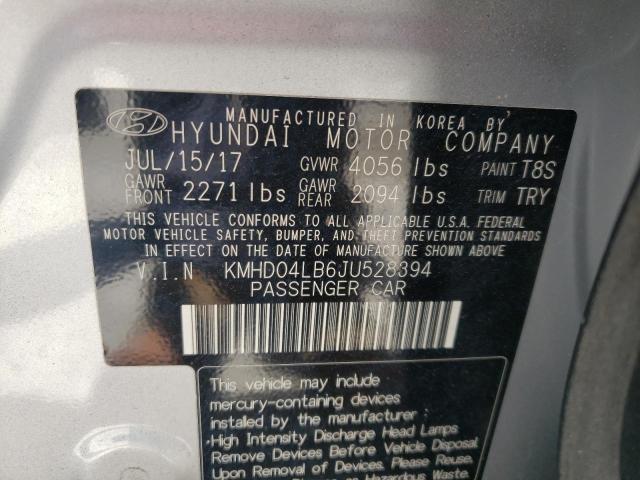 MANUFACTURED IN KOREA BY
HYUNDAI MOTOR COMPANY
JUL/15/17 GVWR 4056 lbs PAINT T8S
GAWR FRONT 2271 lbs GAWR REAR 2094 lbs TRIM TRY
THIS VEHICLE CONFORMS TO ALL APPLICABLE U.S.A. FEDERAL
MOTOR VEHICLE SAFETY, BUMPER, AND THEFT PREVENTION STANDARDS
IN EFFECT ON THE DATE OF MANUFACTURE SHOWN ABOVE.
V.I.N KMHD04LB6JU528394
PASSENGER CAR
This vehicle may include
mercury-containing devices
installed by the manufacturer :
·High Intensity Discharge Head Lamps
Remove Devices Before Vehicle Disposal
Upon Removal of Devices. Please Reuse,